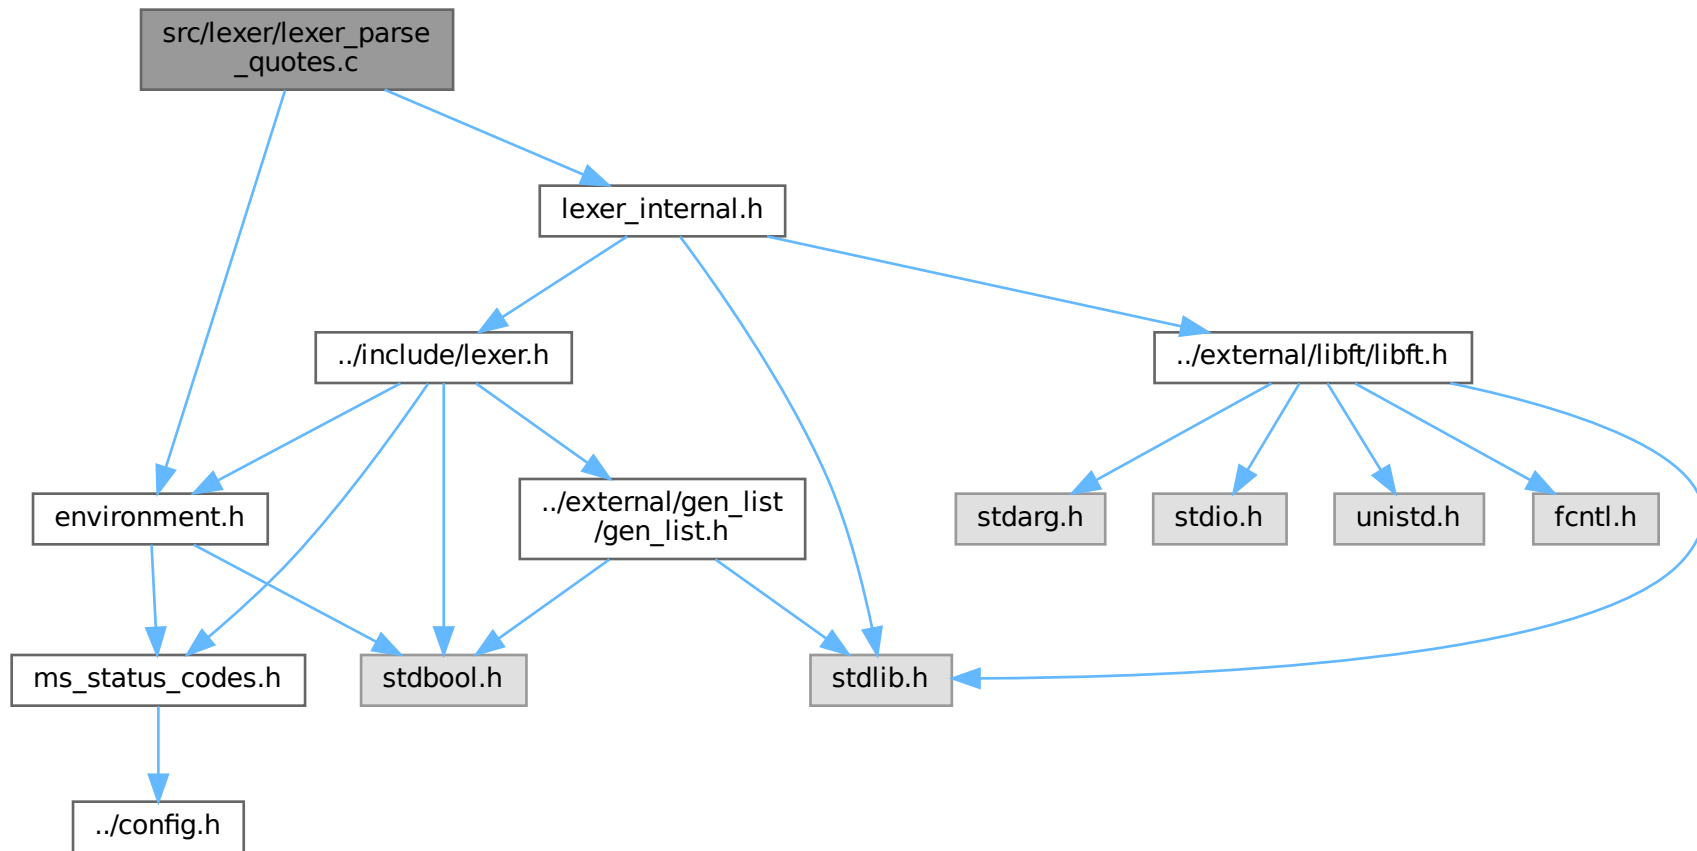 src/lexer/lexer_parse
_quotes.c
lexer_internal.h
../include/lexer.h
../external/libft/libft.h
environment.h
../external/gen_list
/gen_list.h
stdarg.h
stdio.h
unistd.h
fcntl.h
ms_status_codes.h
stdbool.h
stdlib.h
../config.h